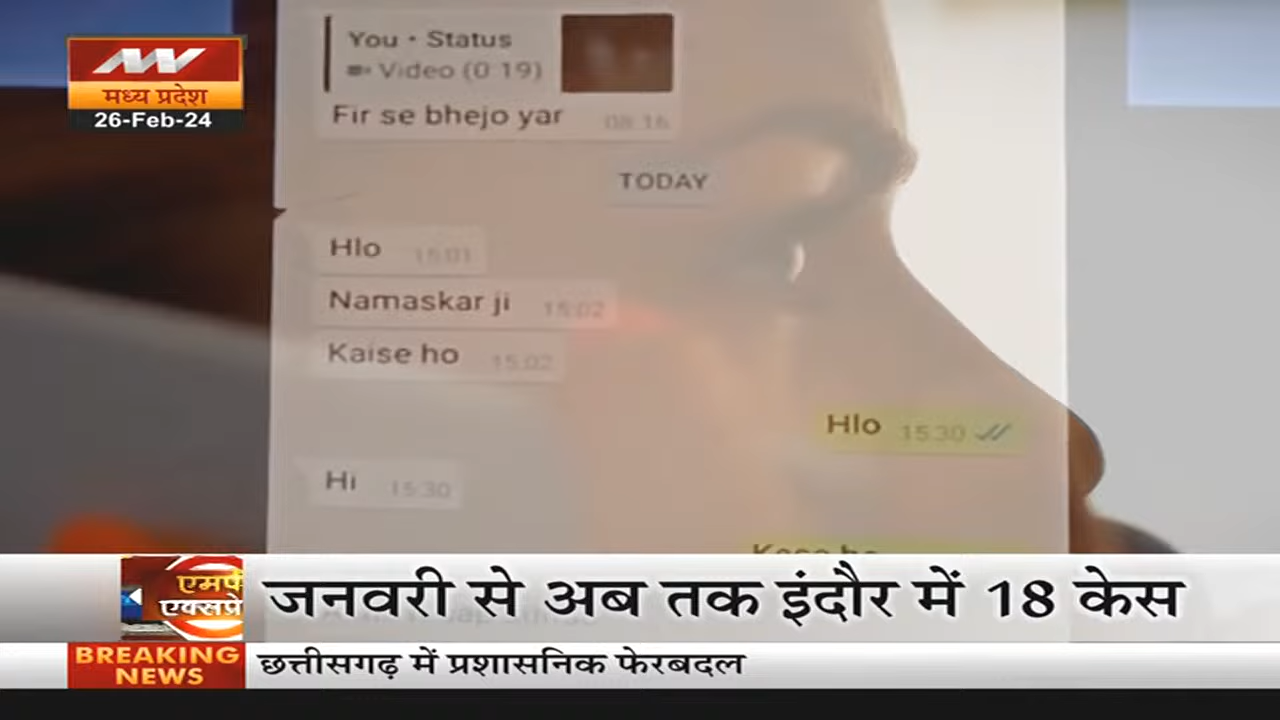 You • Status
Video (0:19)
Fir se bhejo yar 08:16
TODAY
Hlo 15:01
Namaskar ji 15:02
Kaise ho 15:02
Hlo 15:30
Hi 15:30
मध्य प्रदेश
26-Feb-24
जनवरी से अब तक इंदौर में 18 केस
BREAKING NEWS
छत्तीसगढ़ में प्रशासनिक फेरबदल